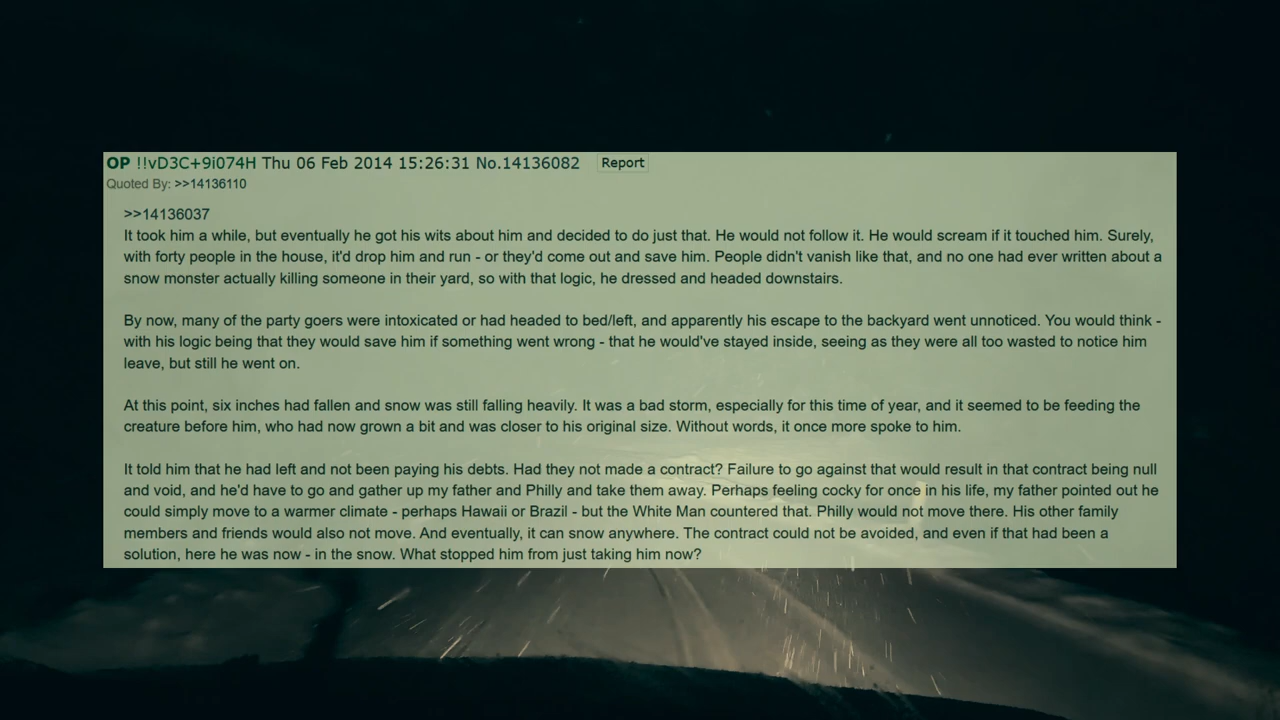 OP !!vD3C+9i074H Thu 06 Feb 2014 15:26:31 No.14136082 Report
Quoted By: >>14136110
>>14136037
It took him a while, but eventually he got his wits about him and decided to do just that. He would not follow it. He would scream if it touched him. Surely,
with forty people in the house, it'd drop him and run - or they'd come out and save him. People didn't vanish like that, and no one had ever written about a
snow monster actually killing someone in their yard, so with that logic, he dressed and headed downstairs.
By now, many of the party goers were intoxicated or had headed to bed/left, and apparently his escape to the backyard went unnoticed. You would think -
with his logic being that they would save him if something went wrong - that he would've stayed inside, seeing as they were all too wasted to notice him
leave, but still he went on.
At this point, six inches had fallen and snow was still falling heavily. It was a bad storm, especially for this time of year, and it seemed to be feeding the
creature before him, who had now grown a bit and was closer to his original size. Without words, it once more spoke to him.
It told him that he had left and not been paying his debts. Had they not made a contract? Failure to go against that would result in that contract being null
and void, and he'd have to go and gather up my father and Philly and take them away. Perhaps feeling cocky for once in his life, my father pointed out he
could simply move to a warmer climate - perhaps Hawaii or Brazil - but the White Man countered that. Philly would not move there. His other family
members and friends would also not move. And eventually, it can snow anywhere. The contract could not be avoided, and even if that had been a
solution, here he was now - in the snow. What stopped him from just taking him now?